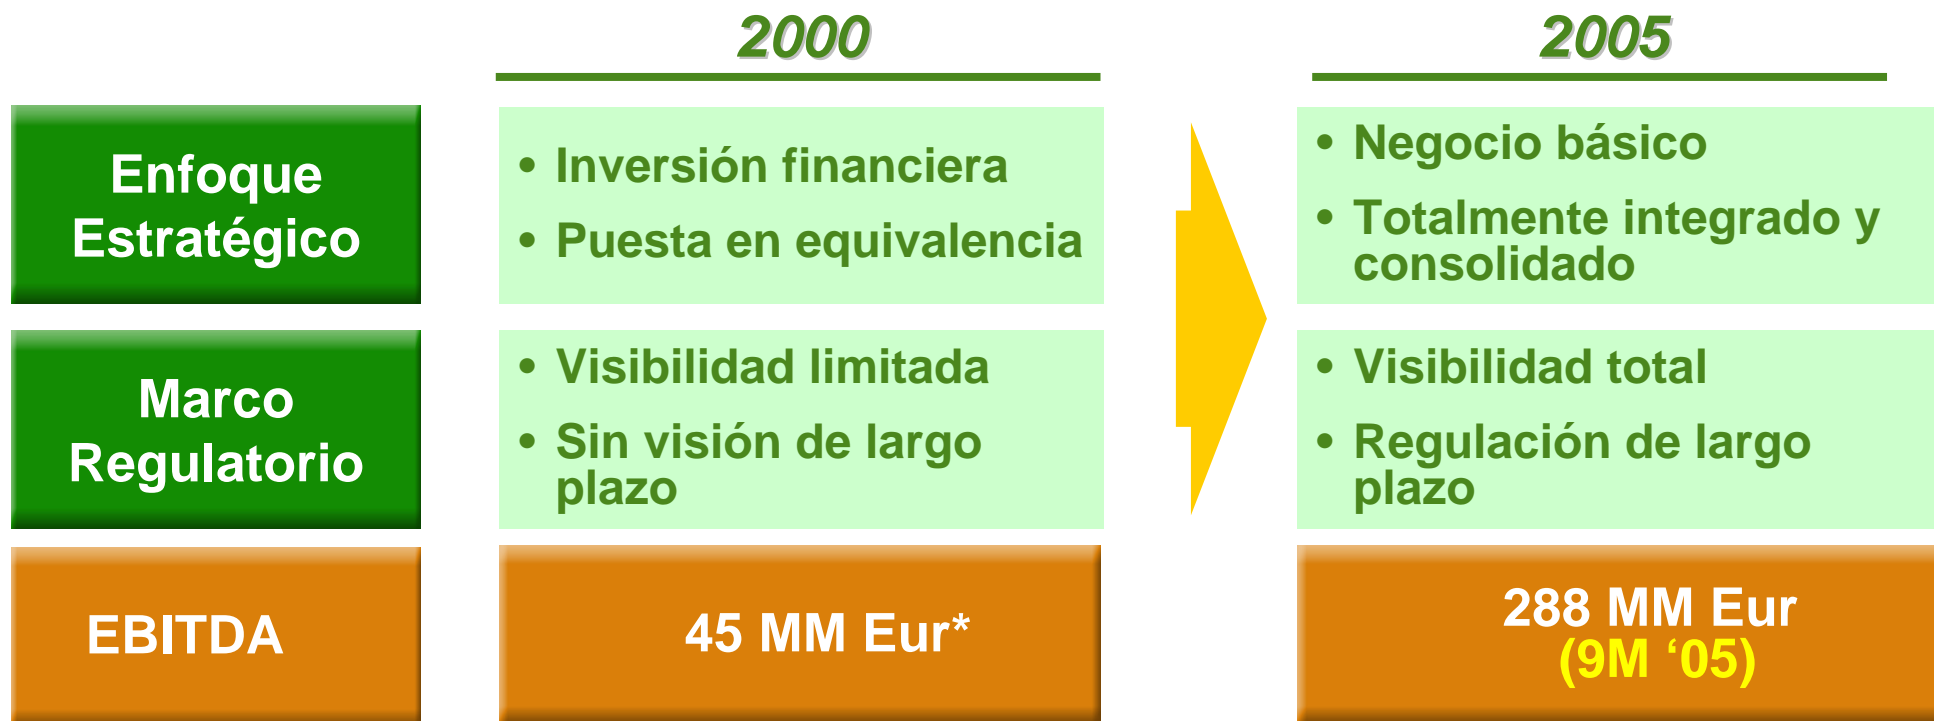 2000
2005
Enfoque
Estratégico
• Inversión financiera
• Puesta en equivalencia
• Negocio básico
• Totalmente integrado y
consolidado
Marco
Regulatorio
• Visibilidad limitada
• Sin visión de largo
plazo
• Visibilidad total
• Regulación de largo
plazo
EBITDA
45 MM Eur*
288 MM Eur
(9M ‘05)